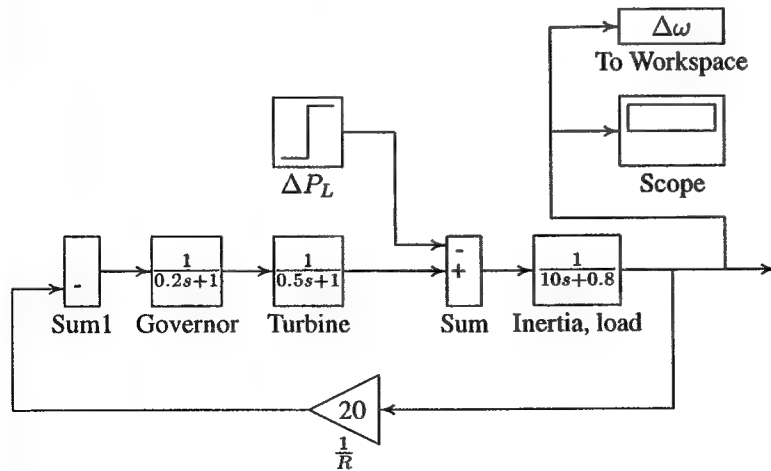 Δω
To Workspace
ΔP_L
Scope
-
-
+
1/(0.2s+1)
1/(0.5s+1)
1/(10s+0.8)
Sum1
Governor
Turbine
Sum
Inertia, load
20
1/R